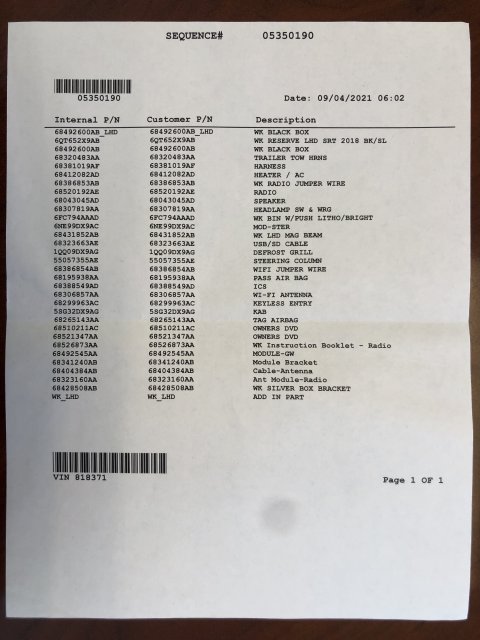 SEQUENCE# 05350190
05350190
Date: 09/04/2021 06:02
Internal P/N Customer P/N Description
68492600AB_LHD 68492600AB_LHD WK BLACK BOX
6QT652X9AB 6QT652X9AB WK RESERVE LHD SRT 2018 BK/SL
68492600AB 68492600AB WK BLACK BOX
68320483AA 68320483AA TRAILER TOW HRNS
68381019AF 68381019AF HARNESS
68412082AD 68412082AD HEATER / AC
68386853AB 68386853AB WK RADIO JUMPER WIRE
68520192AE 68520192AE RADIO
68043045AD 68043045AD SPEAKER
68307819AA 68307819AA HEADLAMP SW & WRG
6FC794AAAD 6FC794AAAD WK BIN W/PUSH LITHO/BRIGHT
6NE99DX9AC 6NE99DX9AC MOD-STER
68431852AB 68431852AB WK LHD MAG BEAM
68323663AE 68323663AE USB/SD CABLE
1QQ09DX9AG 1QQ09DX9AG DEFROST GRILL
55057355AE 55057355AE STEERING COLUMN
68386854AB 68386854AB WIFI JUMPER WIRE
68195938AA 68195938AA PASS AIR BAG
68388549AD 68388549AD ICS
68306857AA 68306857AA WI-FI ANTENNA
68299963AC 68299963AC KEYLESS ENTRY
5SG32DX9AG 5SG32DX9AG KAB
68265143AA 68265143AA TAG AIRBAG
68510211AC 68510211AC OWNERS DVD
68521347AA 68521347AA OWNERS DVD
68526873AA 68526873AA WK Instruction Booklet - Radio
68492545AA 68492545AA MODULE-GW
68341240AB 68341240AB Module Bracket
68404384AB 68404384AB Cable-Antenna
68323160AA 68323160AA Ant Module-Radio
68428508AB 68428508AB WK SILVER BOX BRACKET
WK_LHD WK_LHD ADD IN PART
VIN 818371
Page 1 OF 1